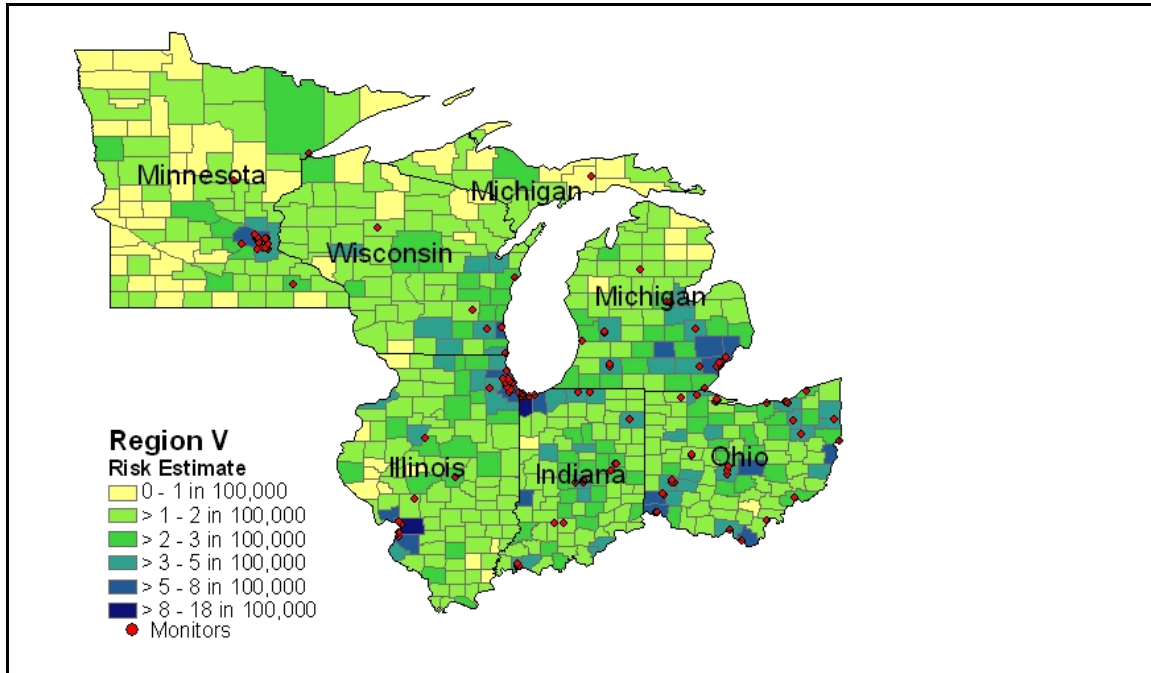 Minnesota
Michigan
Wisconsin
Michigan
Region V
Risk Estimate
0 - 1 in 100,000
> 1 - 2 in 100,000
> 2 - 3 in 100,000
> 3 - 5 in 100,000
> 5 - 8 in 100,000
> 8 - 18 in 100,000
Monitors
Illinois
Indiana
Ohio